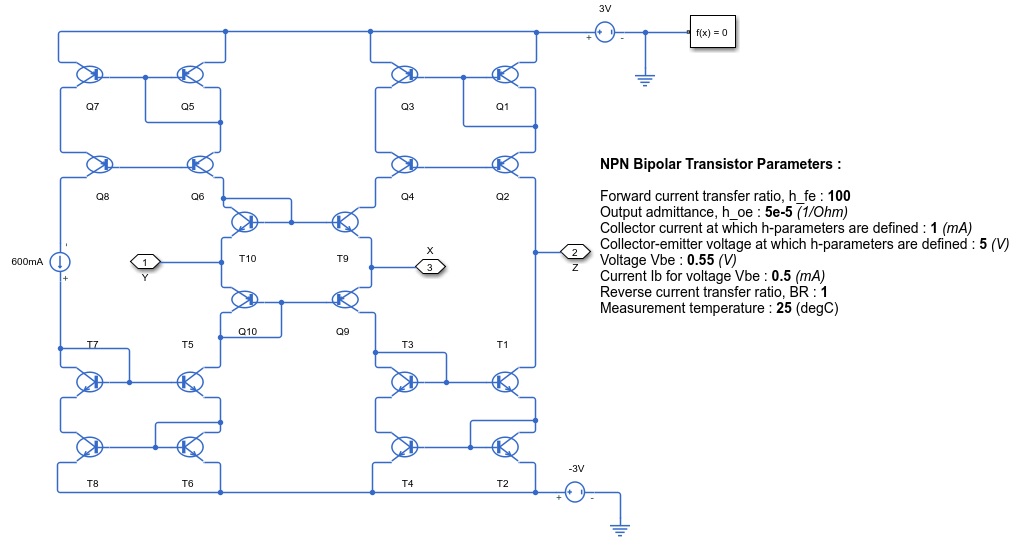 3V
+
-
f(x) = 0
Q7
Q5
Q3
Q1
NPN Bipolar Transistor Parameters :
Q8
Q6
Q4
Q2
Forward current transfer ratio, h_fe : 100
Output admittance, h_oe : 5e-5 (1/Ohm)
Collector current at which h-parameters are defined : 1 (mA)
Collector-emitter voltage at which h-parameters are defined : 5 (V)
Voltage Vbe : 0.55 (V)
Current Ib for voltage Vbe : 0.5 (mA)
Reverse current transfer ratio, BR : 1
Measurement temperature : 25 (degC)
-
600mA
+
1
Y
T10
T9
X
3
2
Z
Q10
Q9
T7
T5
T3
T1
T8
T6
T4
T2
-3V
+
-